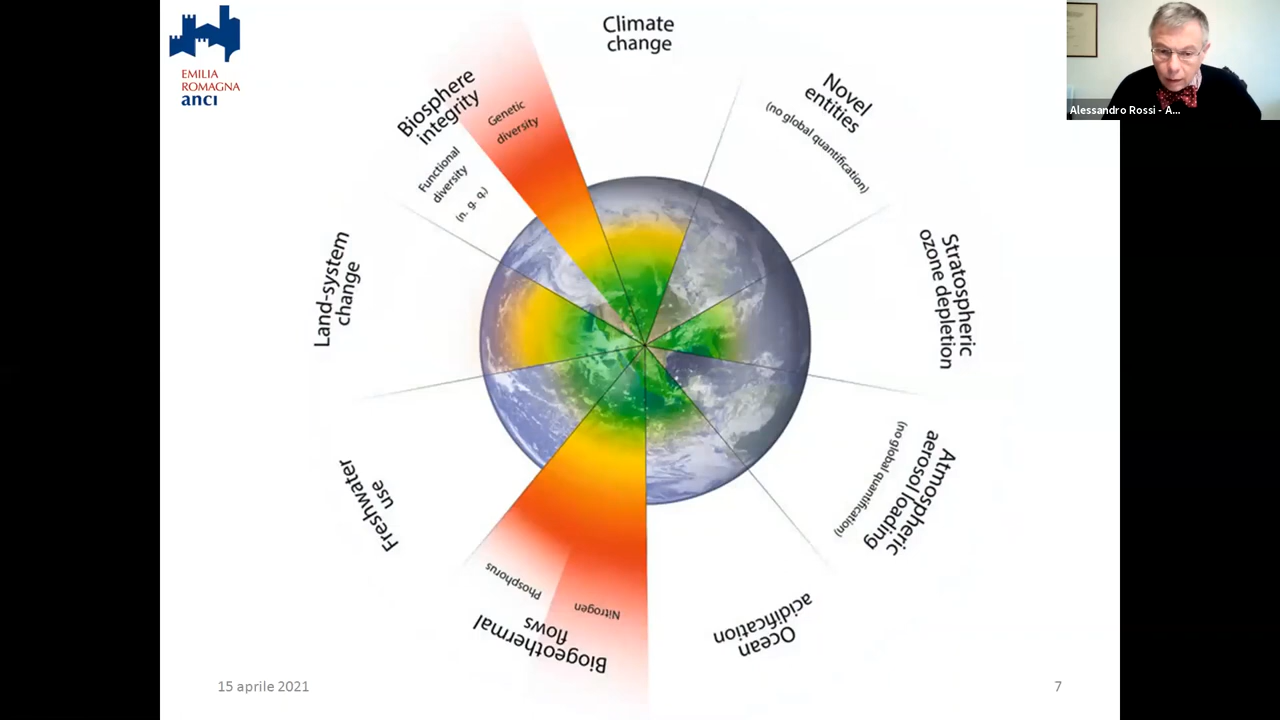 EMILIA
ROMAGNA
anci
Climate
change
Novel
entities
(no global quantification)
Stratospheric
ozone depletion
Atmospheric
aerosol loading
(no global quantification)
Ocean
acidification
Biogeothermal
flows
Phosphorus
Nitrogen
Freshwater
use
Land-system
change
Biosphere
integrity
Functional
diversity
(n. g. q.)
Genetic
diversity
Alessandro Rossi - A...
15 aprile 2021
7